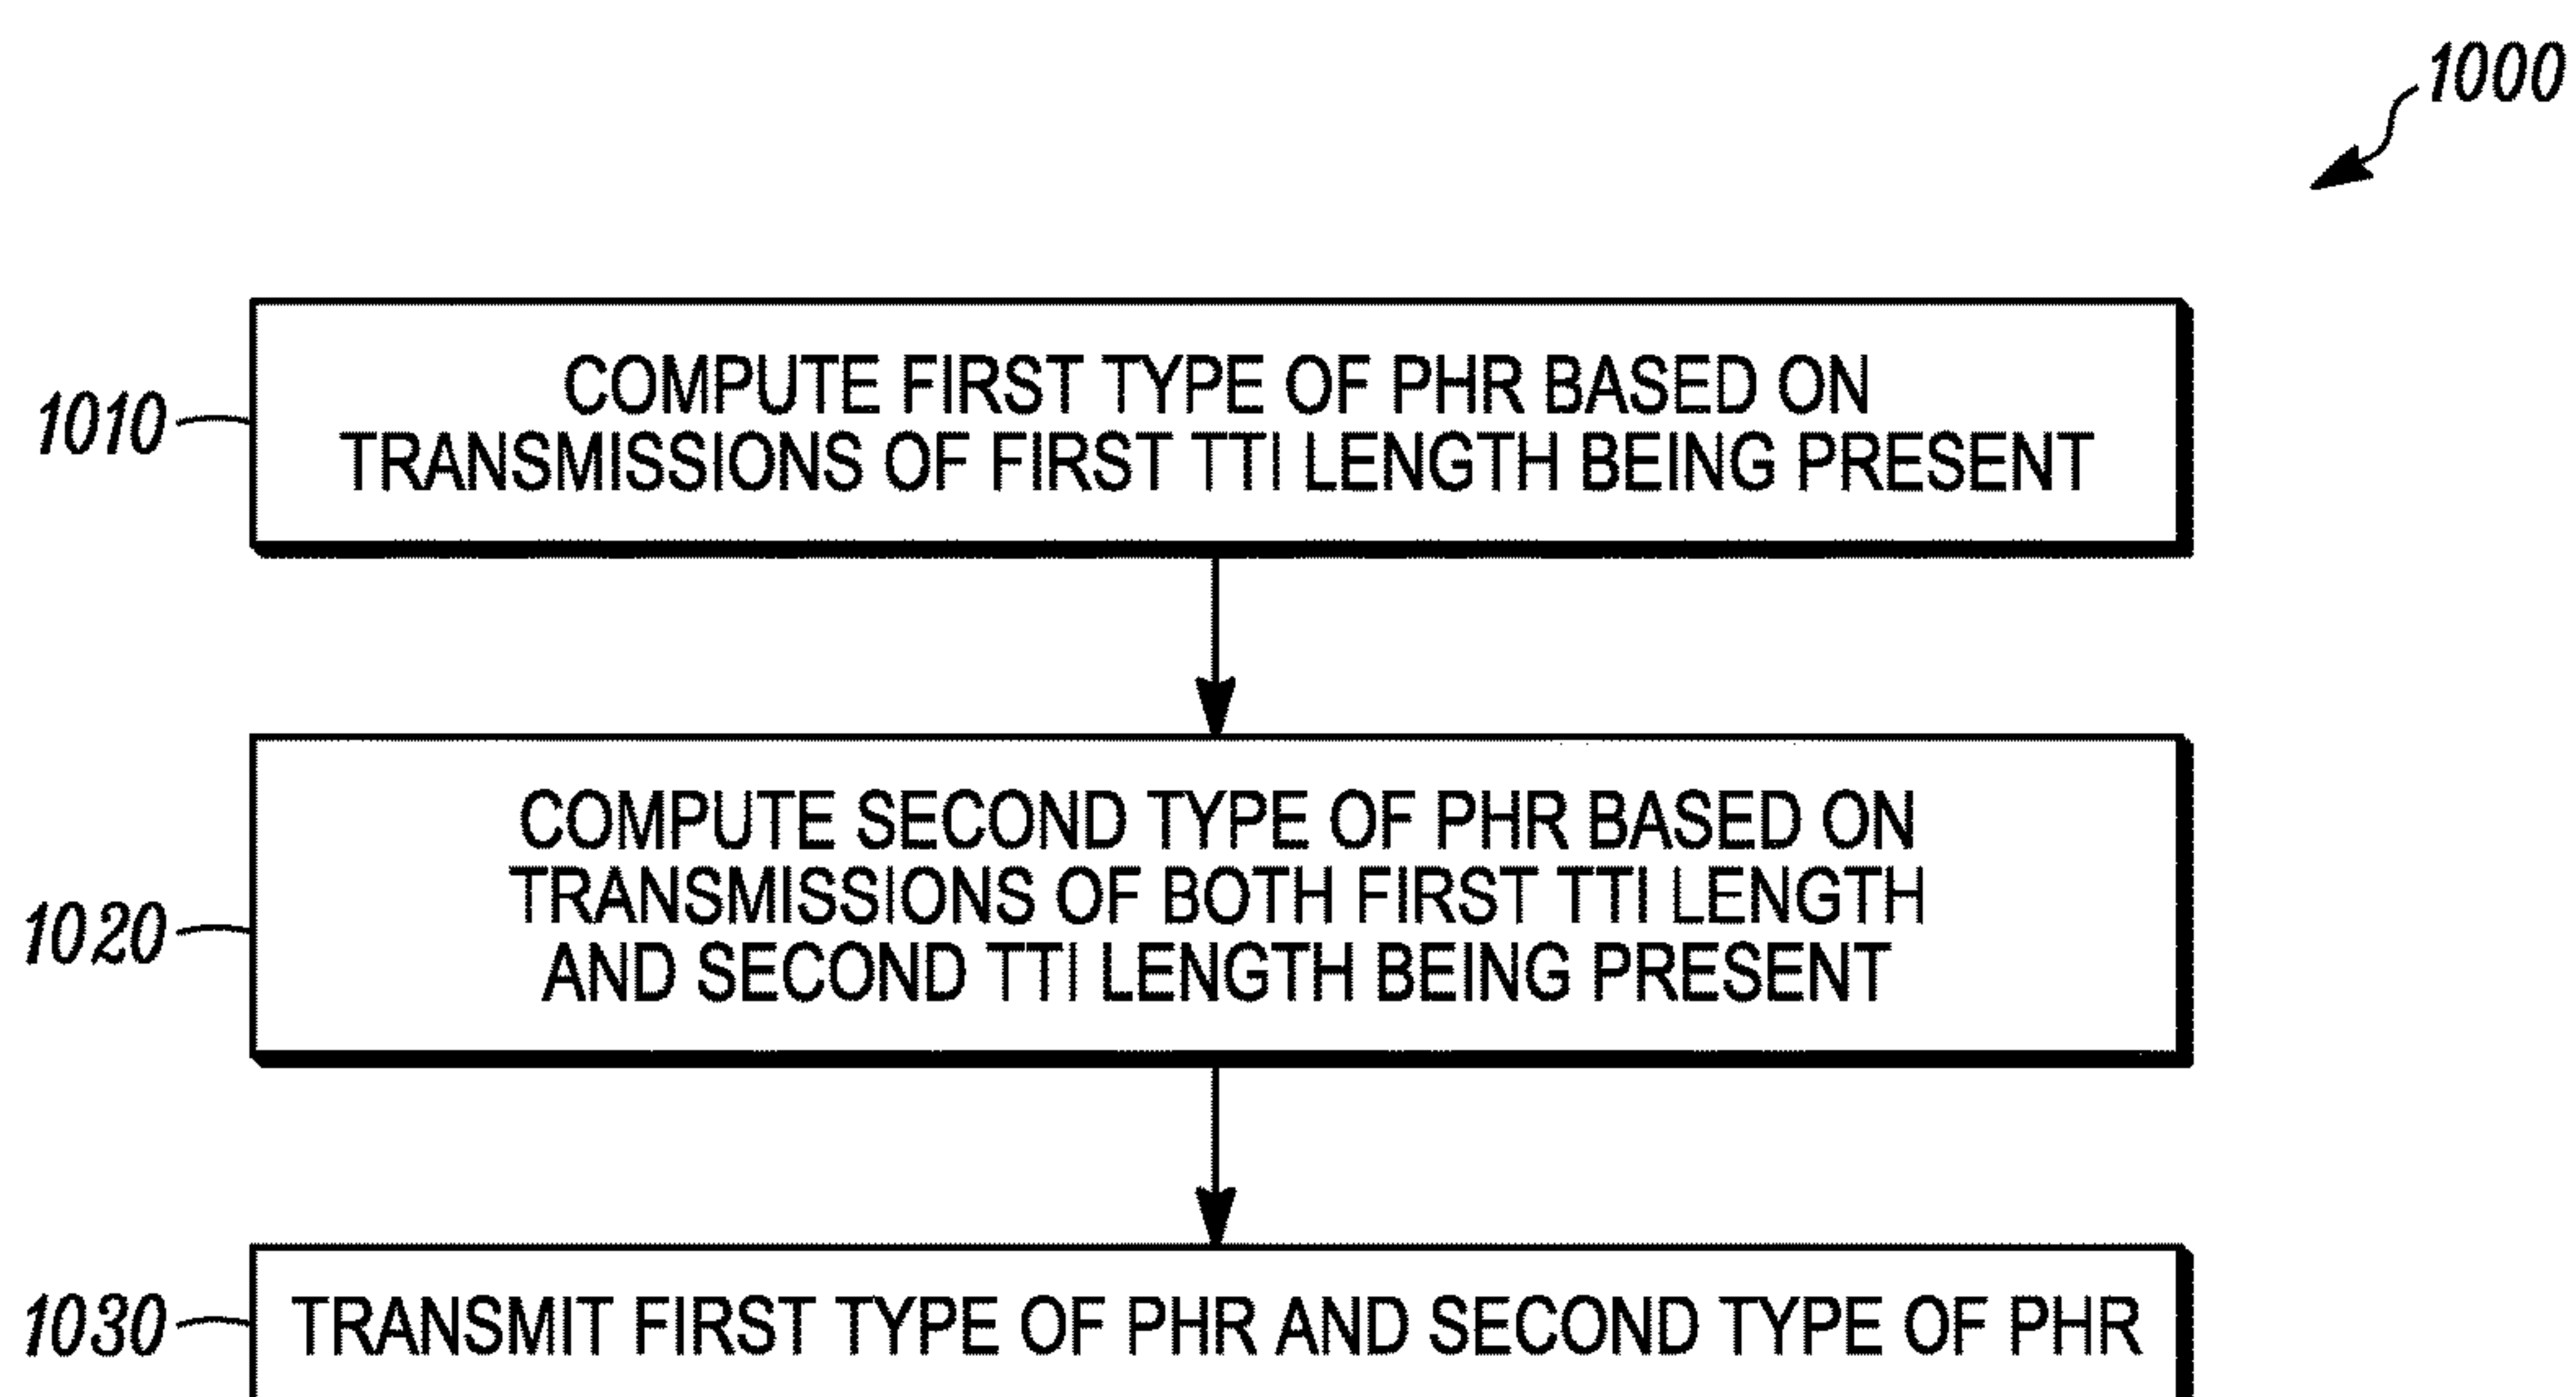 1000
1010
COMPUTE FIRST TYPE OF PHR BASED ON
TRANSMISSIONS OF FIRST TTI LENGTH BEING PRESENT
1020
COMPUTE SECOND TYPE OF PHR BASED ON
TRANSMISSIONS OF BOTH FIRST TTI LENGTH
AND SECOND TTI LENGTH BEING PRESENT
1030
TRANSMIT FIRST TYPE OF PHR AND SECOND TYPE OF PHR